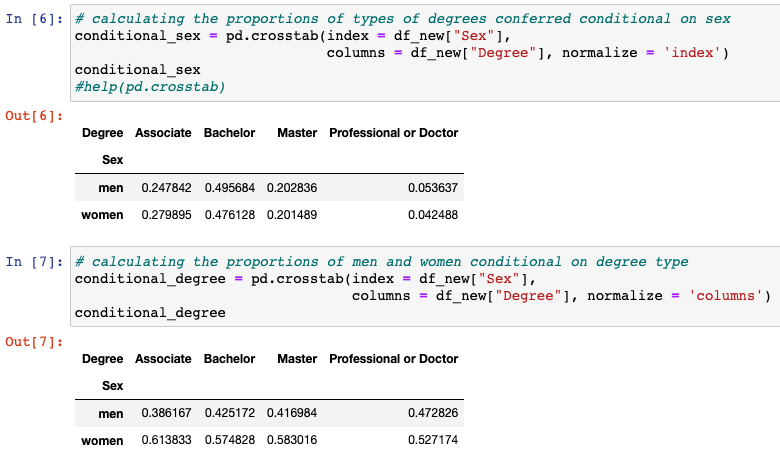 In [6]: # calculating the proportions of types of degrees conferred conditional on sex
conditional_sex = pd.crosstab(index = df_new["Sex"],
columns = df_new["Degree"], normalize = 'index')
conditional_sex
#help(pd.crosstab)
Out[6]:
Degree Associate Bachelor Master Professional or Doctor
Sex
men 0.247842 0.495684 0.202836 0.053637
women 0.279895 0.476128 0.201489 0.042488
In [7]: # calculating the proportions of men and women conditional on degree type
conditional_degree = pd.crosstab(index = df_new["Sex"],
columns = df_new["Degree"], normalize = 'columns')
conditional_degree
Out[7]:
Degree Associate Bachelor Master Professional or Doctor
Sex
men 0.386167 0.425172 0.416984 0.472826
women 0.613833 0.574828 0.583016 0.527174